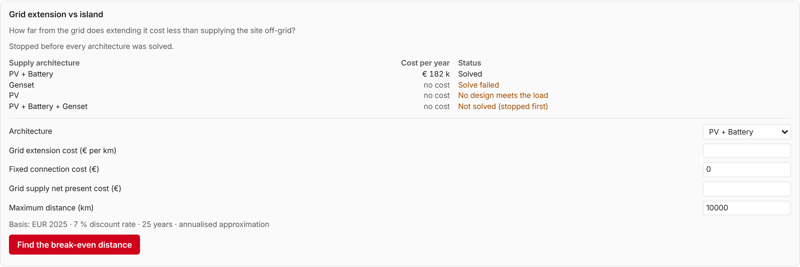 Grid extension vs island
How far from the grid does extending it cost less than supplying the site off-grid?
Stopped before every architecture was solved.
Supply architecture Cost per year Status
PV + Battery € 182 k Solved
Genset no cost Solve failed
PV no cost No design meets the load
PV + Battery + Genset no cost Not solved (stopped first)
Architecture PV + Battery
Grid extension cost (€ per km)
Fixed connection cost (€) 0
Grid supply net present cost (€)
Maximum distance (km) 10000
Basis: EUR 2025 · 7 % discount rate · 25 years · annualised approximation
Find the break-even distance